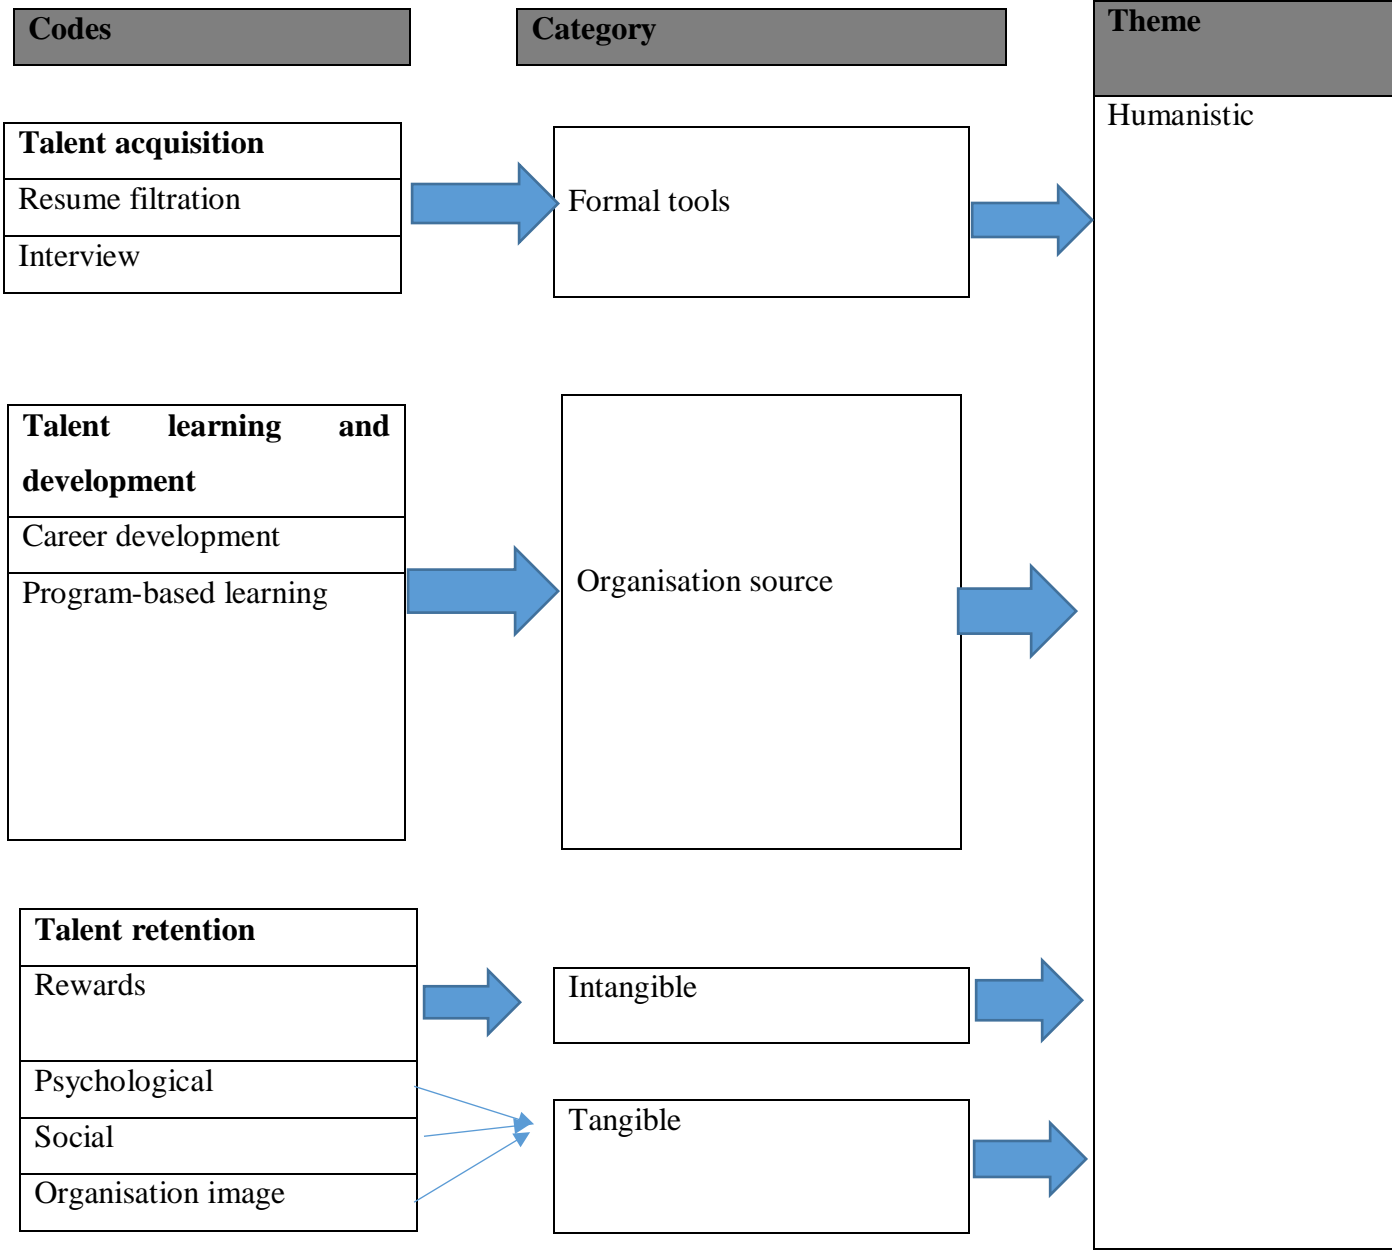 Codes
Category
Theme
Humanistic
Talent acquisition
Resume filtration
Interview
Formal tools
Talent learning and
development
Career development
Program-based learning
Organisation source
Talent retention
Rewards
Psychological
Social
Organisation image
Intangible
Tangible